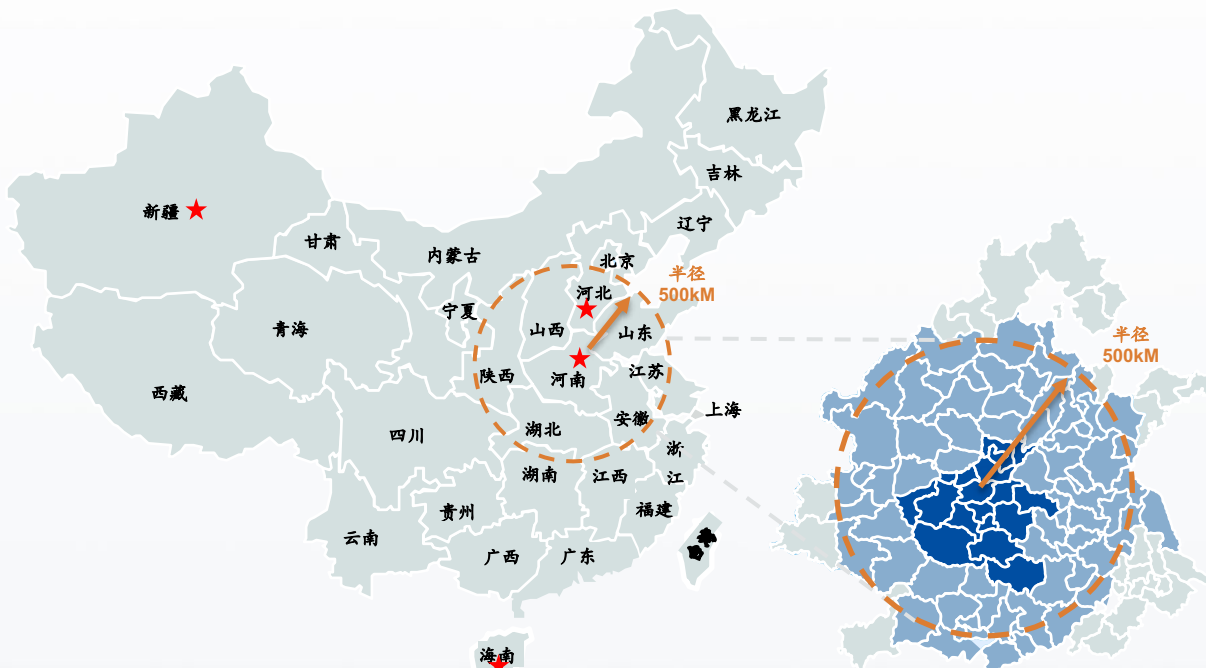 黑龙江
吉林
辽宁
新疆
甘肃
内蒙古
北京
半径
500kM
河北
宁夏
青海
山西
山东
半径
500kM
陕西
河南
江苏
西藏
安徽
上海
四川
湖北
浙
江
湖南
江西
贵州
福建
云南
广西
广东
海南